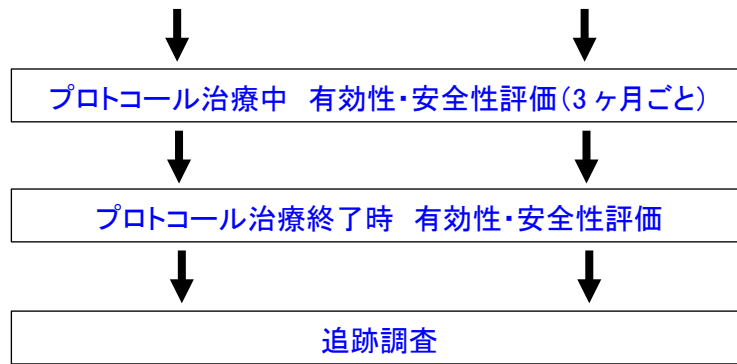 プロトコール治療中　有効性・安全性評価(3 ヶ月ごと)
プロトコール治療終了時　有効性・安全性評価
追跡調査